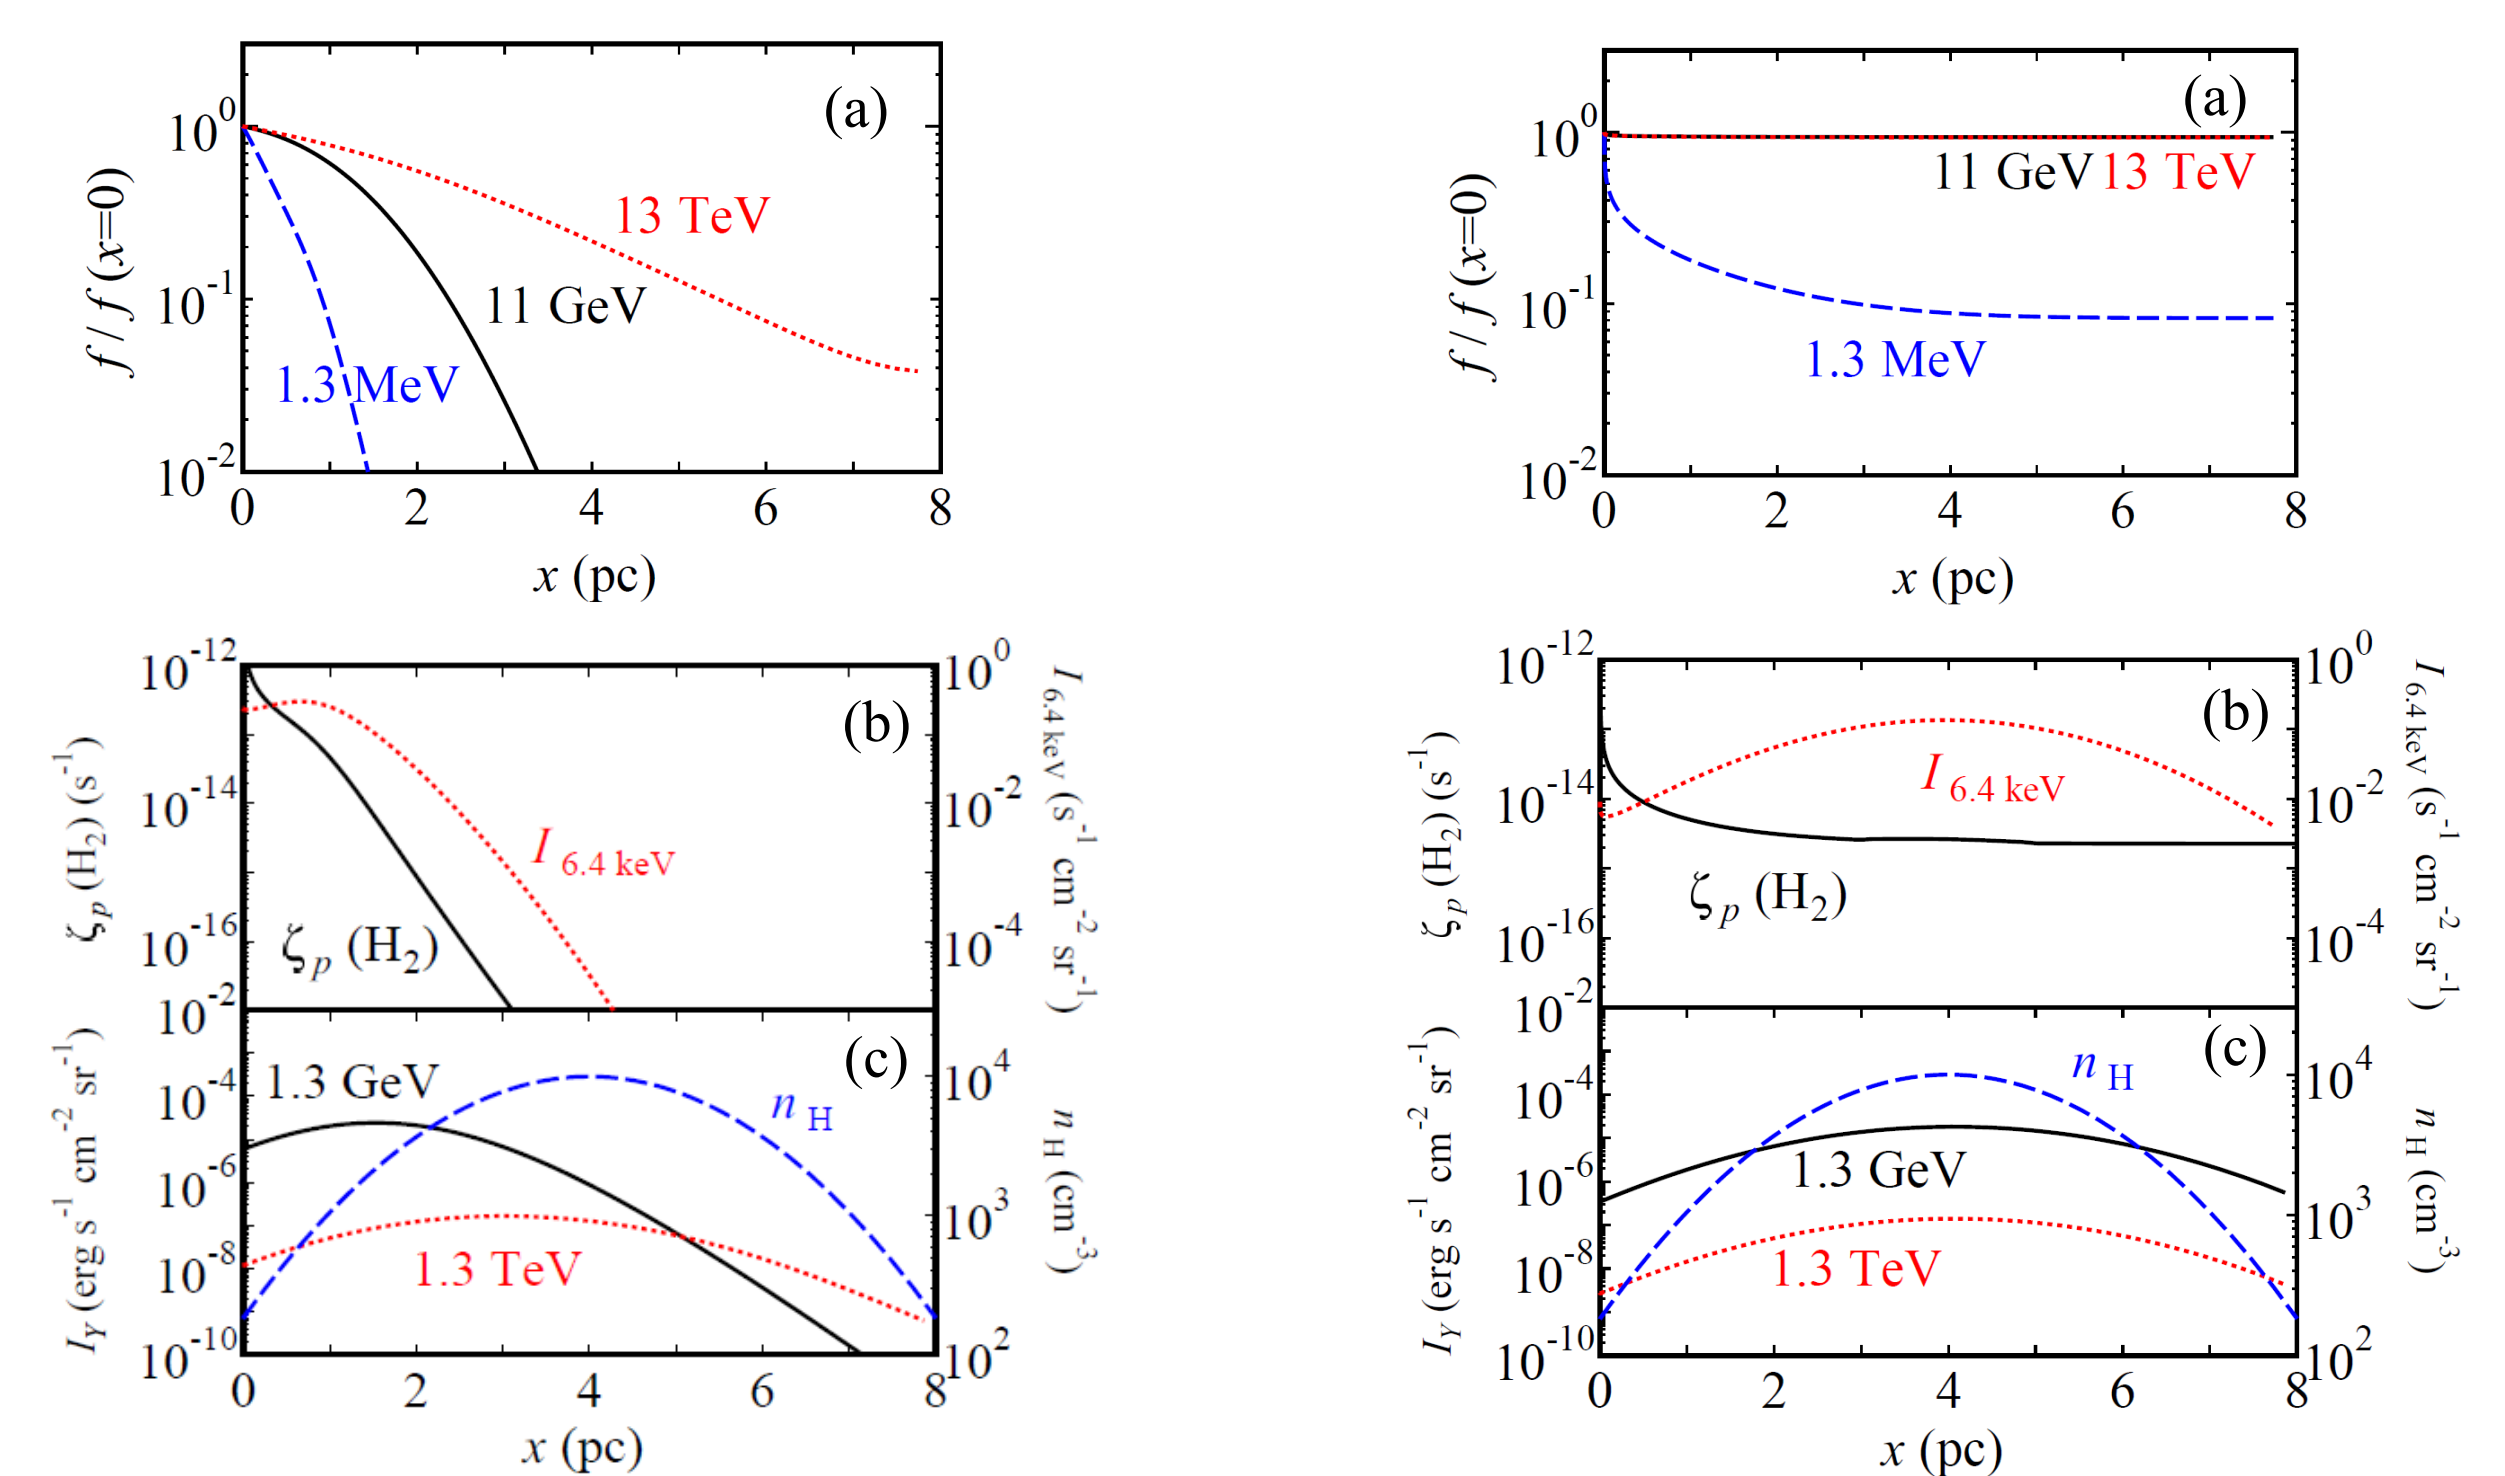 (a)
f / f (x=0)
10^0
10^-1
10^-2
13 TeV
11 GeV
1.3 MeV
0 2 4 6 8
x (pc)
(b)
ζp (H2) (s^-1)
10^-12
10^-14
10^-16
10^0
10^-2
10^-4
I 6.4 keV (s^-1 cm^-2 sr^-1)
I 6.4 keV
ζp (H2)
(c)
Iγ (erg s^-1 cm^-2 sr^-1)
10^-2
10^-4
10^-6
10^-8
10^-10
10^4
10^3
10^2
nH (cm^-3)
1.3 GeV
nH
1.3 TeV
0 2 4 6 8
x (pc)
(a)
f / f (x=0)
10^0
10^-1
10^-2
11 GeV 13 TeV
1.3 MeV
0 2 4 6 8
x (pc)
(b)
ζp (H2) (s^-1)
10^-12
10^-14
10^-16
10^0
10^-2
10^-4
I 6.4 keV (s^-1 cm^-2 sr^-1)
I 6.4 keV
ζp (H2)
(c)
Iγ (erg s^-1 cm^-2 sr^-1)
10^-2
10^-4
10^-6
10^-8
10^-10
10^4
10^3
10^2
nH (cm^-3)
nH
1.3 GeV
1.3 TeV
0 2 4 6 8
x (pc)